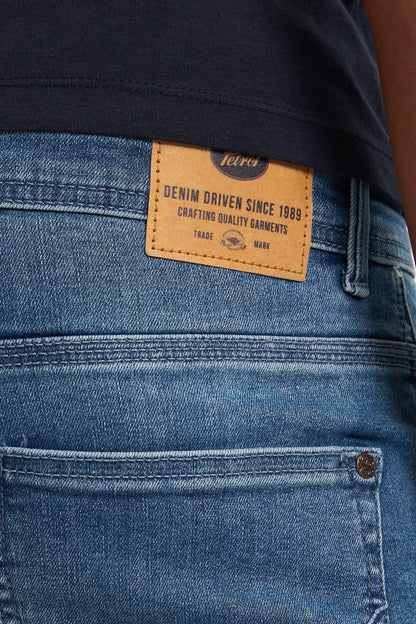 Petrol
DENIM DRIVEN SINCE 1989
CRAFTING QUALITY GARMENTS
TRADE MARK